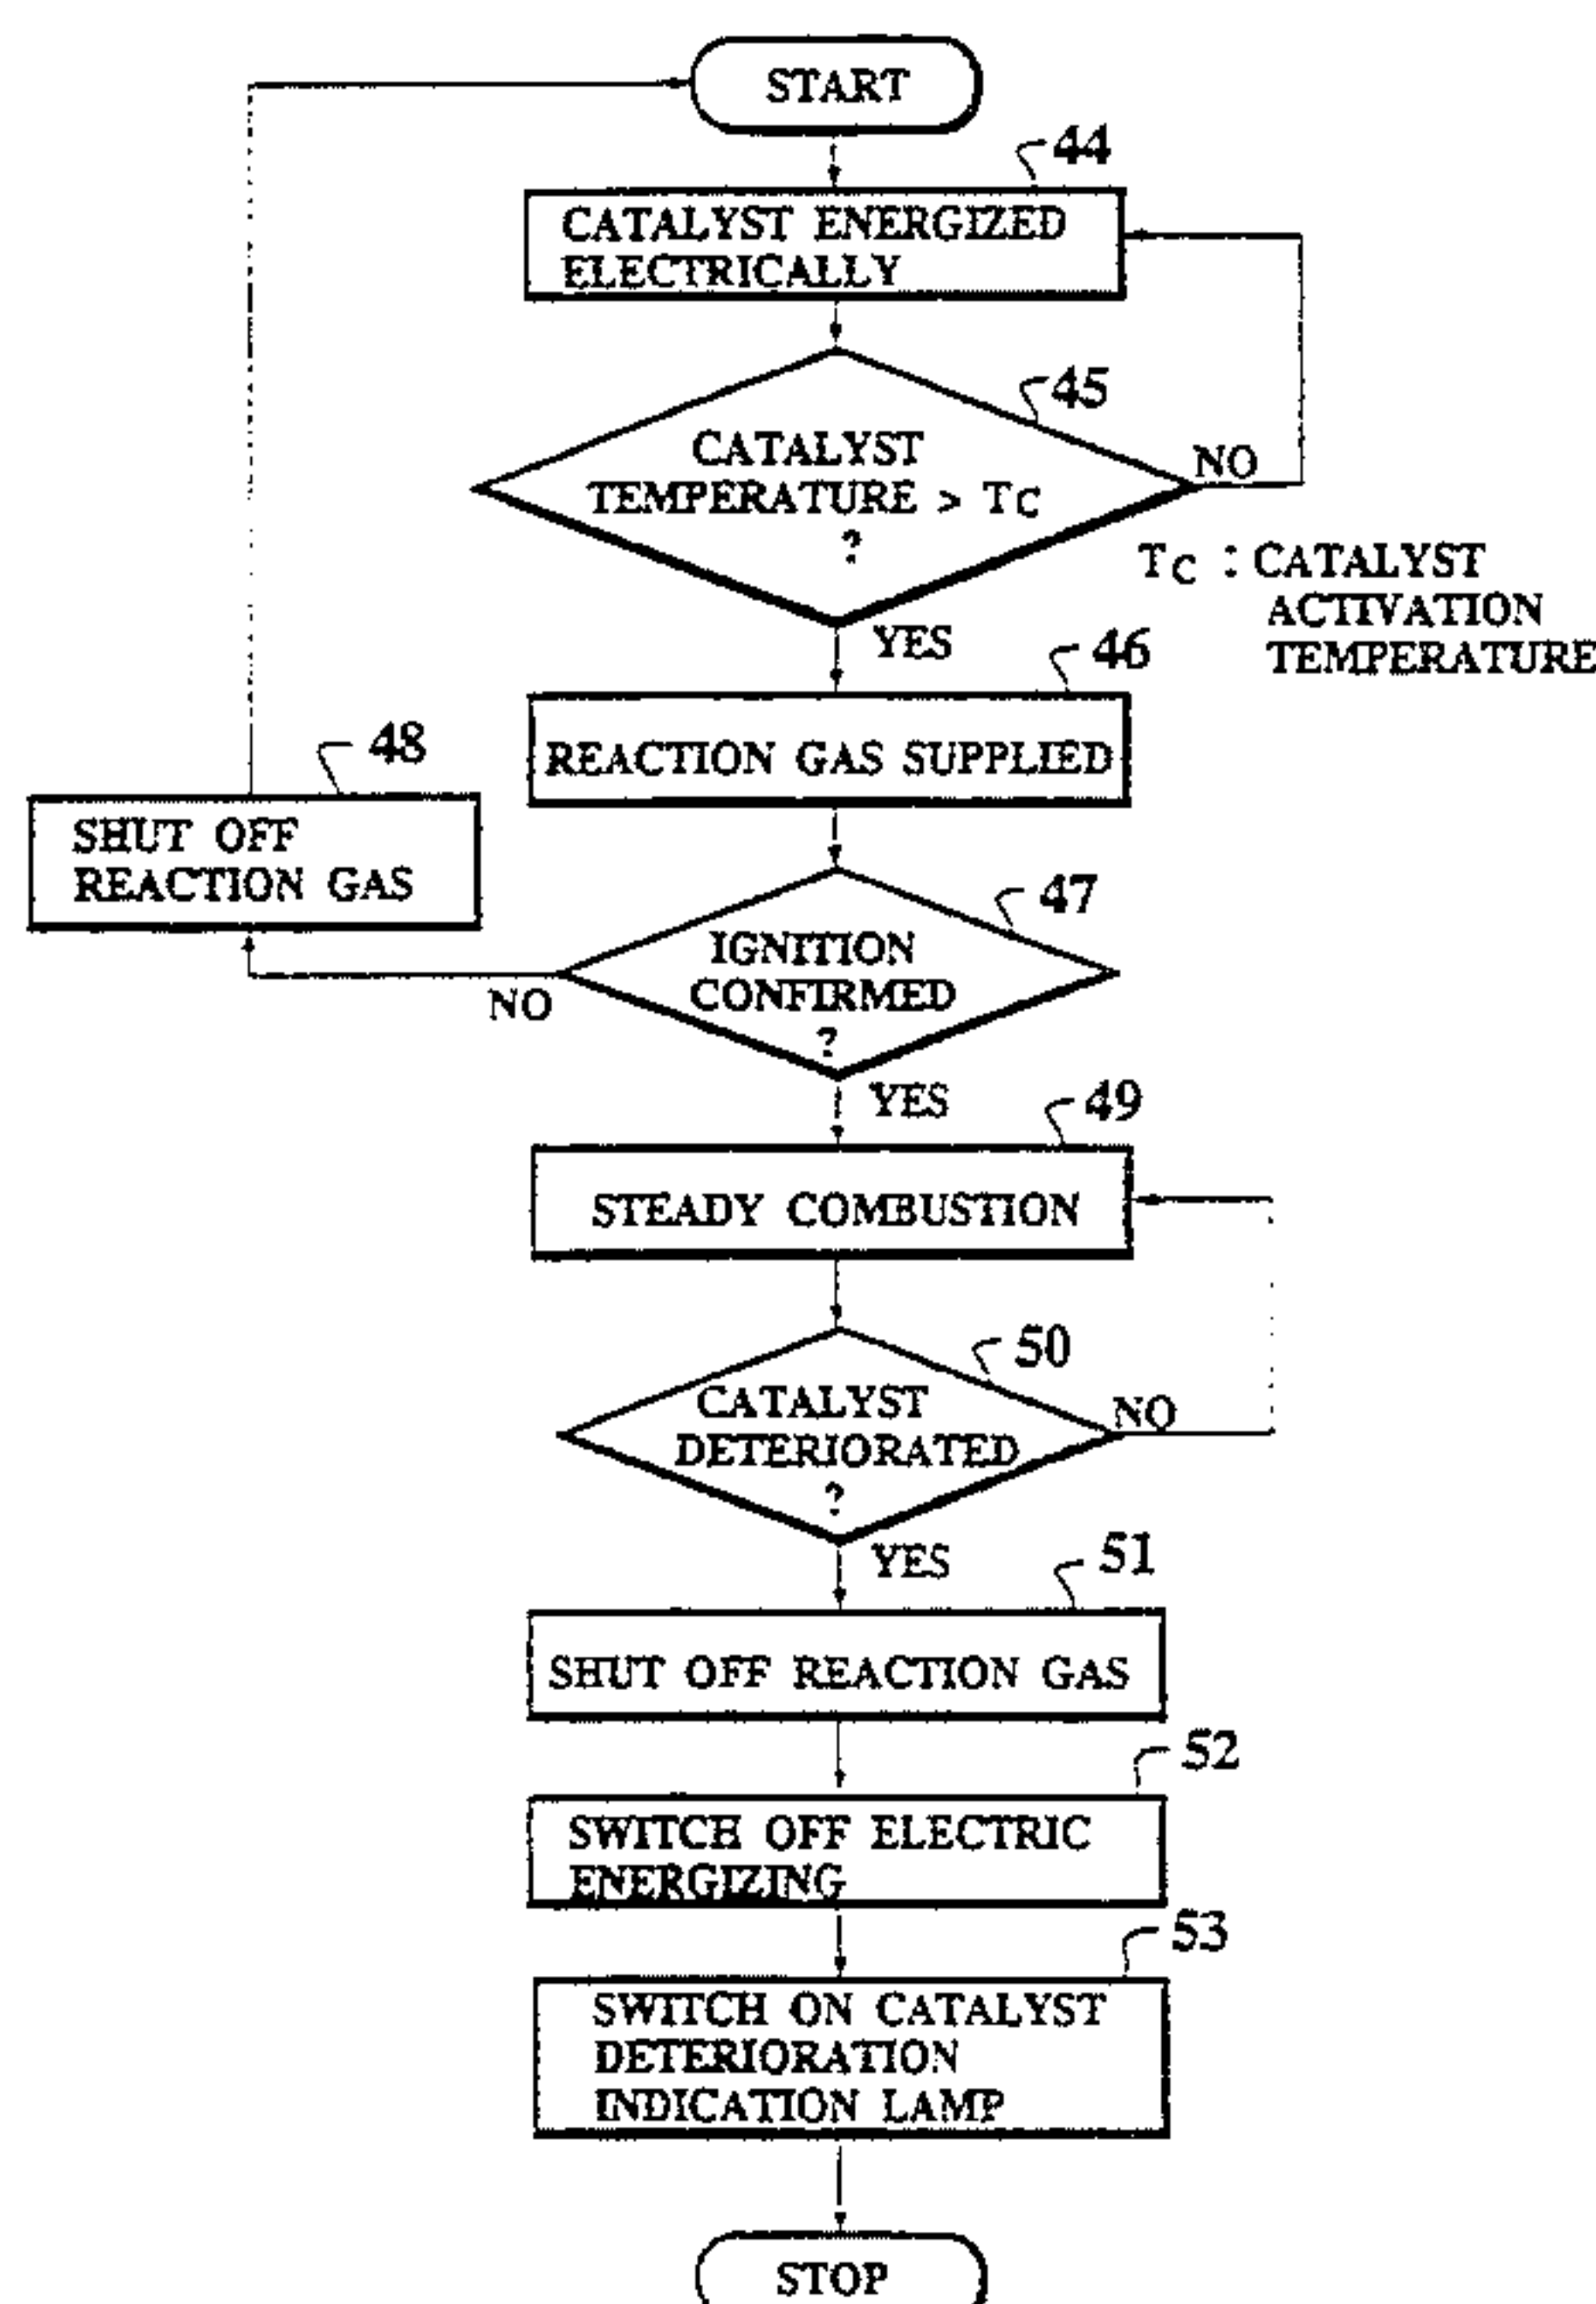 START
44
CATALYST ENERGIZED
ELECTRICALLY
45
CATALYST
TEMPERATURE > TC
?
NO
TC : CATALYST
ACTIVATION
TEMPERATURE
YES
46
REACTION GAS SUPPLIED
48
SHUT OFF
REACTION GAS
47
IGNITION
CONFIRMED
?
NO
YES
49
STEADY COMBUSTION
50
CATALYST
DETERIORATED
?
NO
YES
51
SHUT OFF REACTION GAS
52
SWITCH OFF ELECTRIC
ENERGIZING
53
SWITCH ON CATALYST
DETERIORATION
INDICATION LAMP
STOP